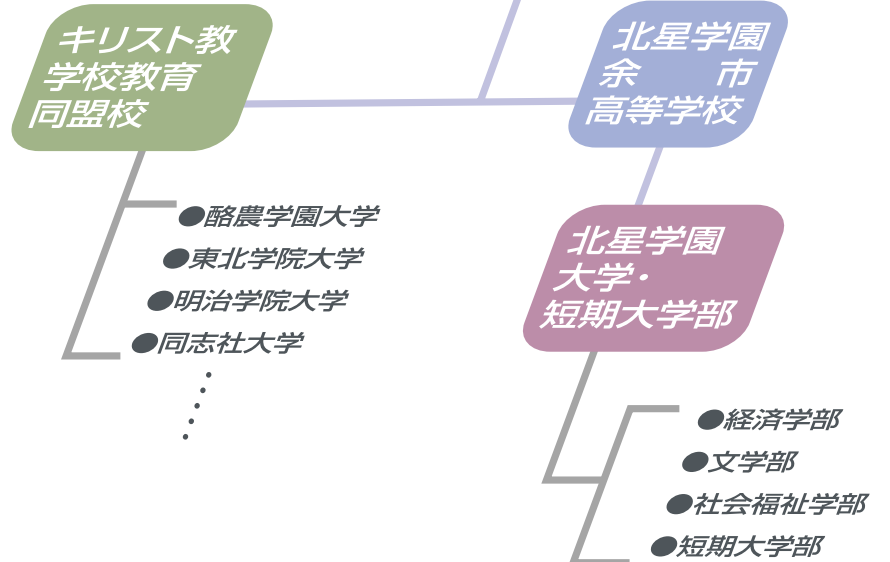 キリスト教
学校教育
同盟校
北星学園
余　　市
高等学校
●酪農学園大学
●東北学院大学
●明治学院大学
●同志社大学
北星学園
大学・
短期大学部
●経済学部
●文学部
●社会福祉学部
●短期大学部